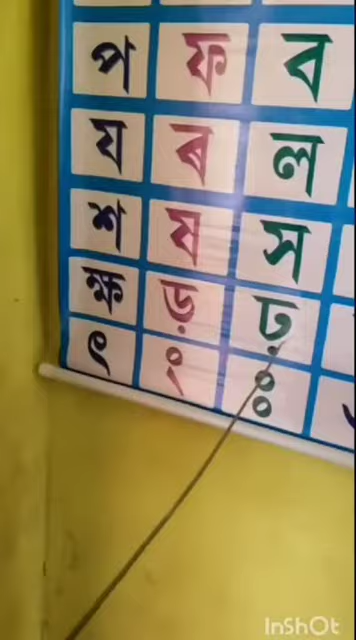 প ফ ব
য ৰ ল
শ ষ স
ক্ষ ড় ঢ়
ৎ ং ঃ
InShOt